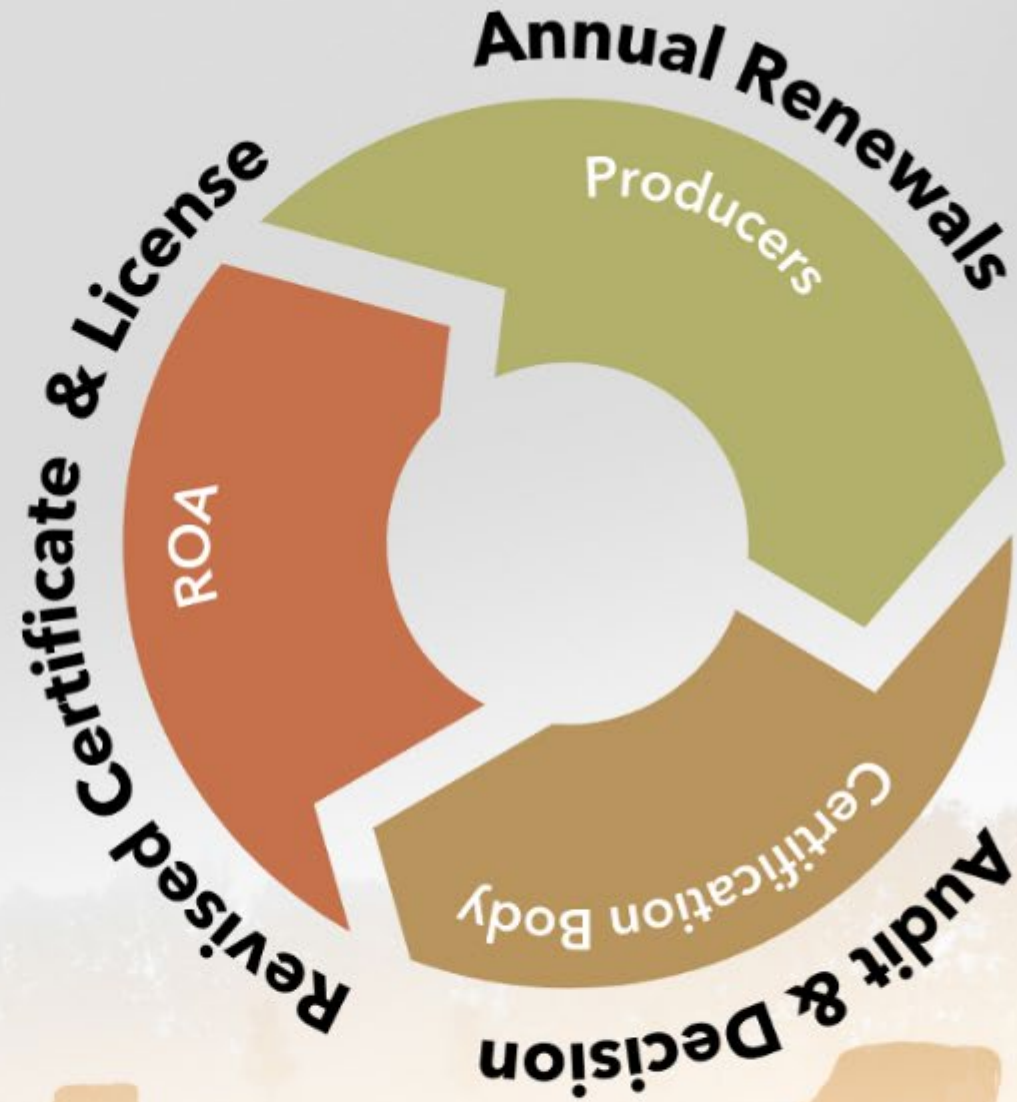 Annual Renewals
Producers
Audit & Decision
Certification Body
Revised Certificate & License
ROA